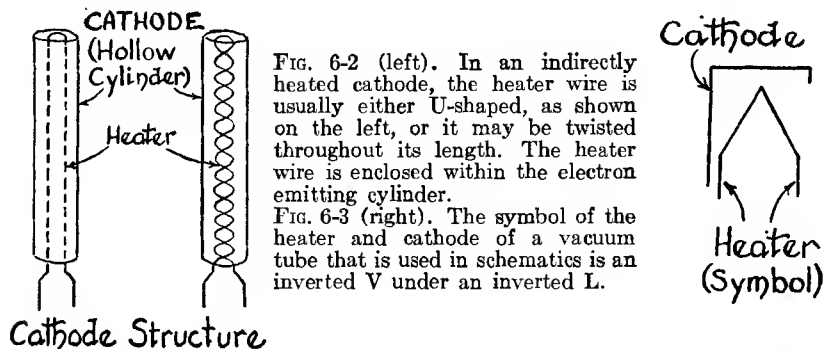 CATHODE
(Hollow
Cylinder)
Heater
Cathode Structure
FIG. 6-2 (left). In an indirectly
heated cathode, the heater wire is
usually either U-shaped, as shown
on the left, or it may be twisted
throughout its length. The heater
wire is enclosed within the electron
emitting cylinder.
FIG. 6-3 (right). The symbol of the
heater and cathode of a vacuum
tube that is used in schematics is an
inverted V under an inverted L.
Cathode
Heater
(Symbol)